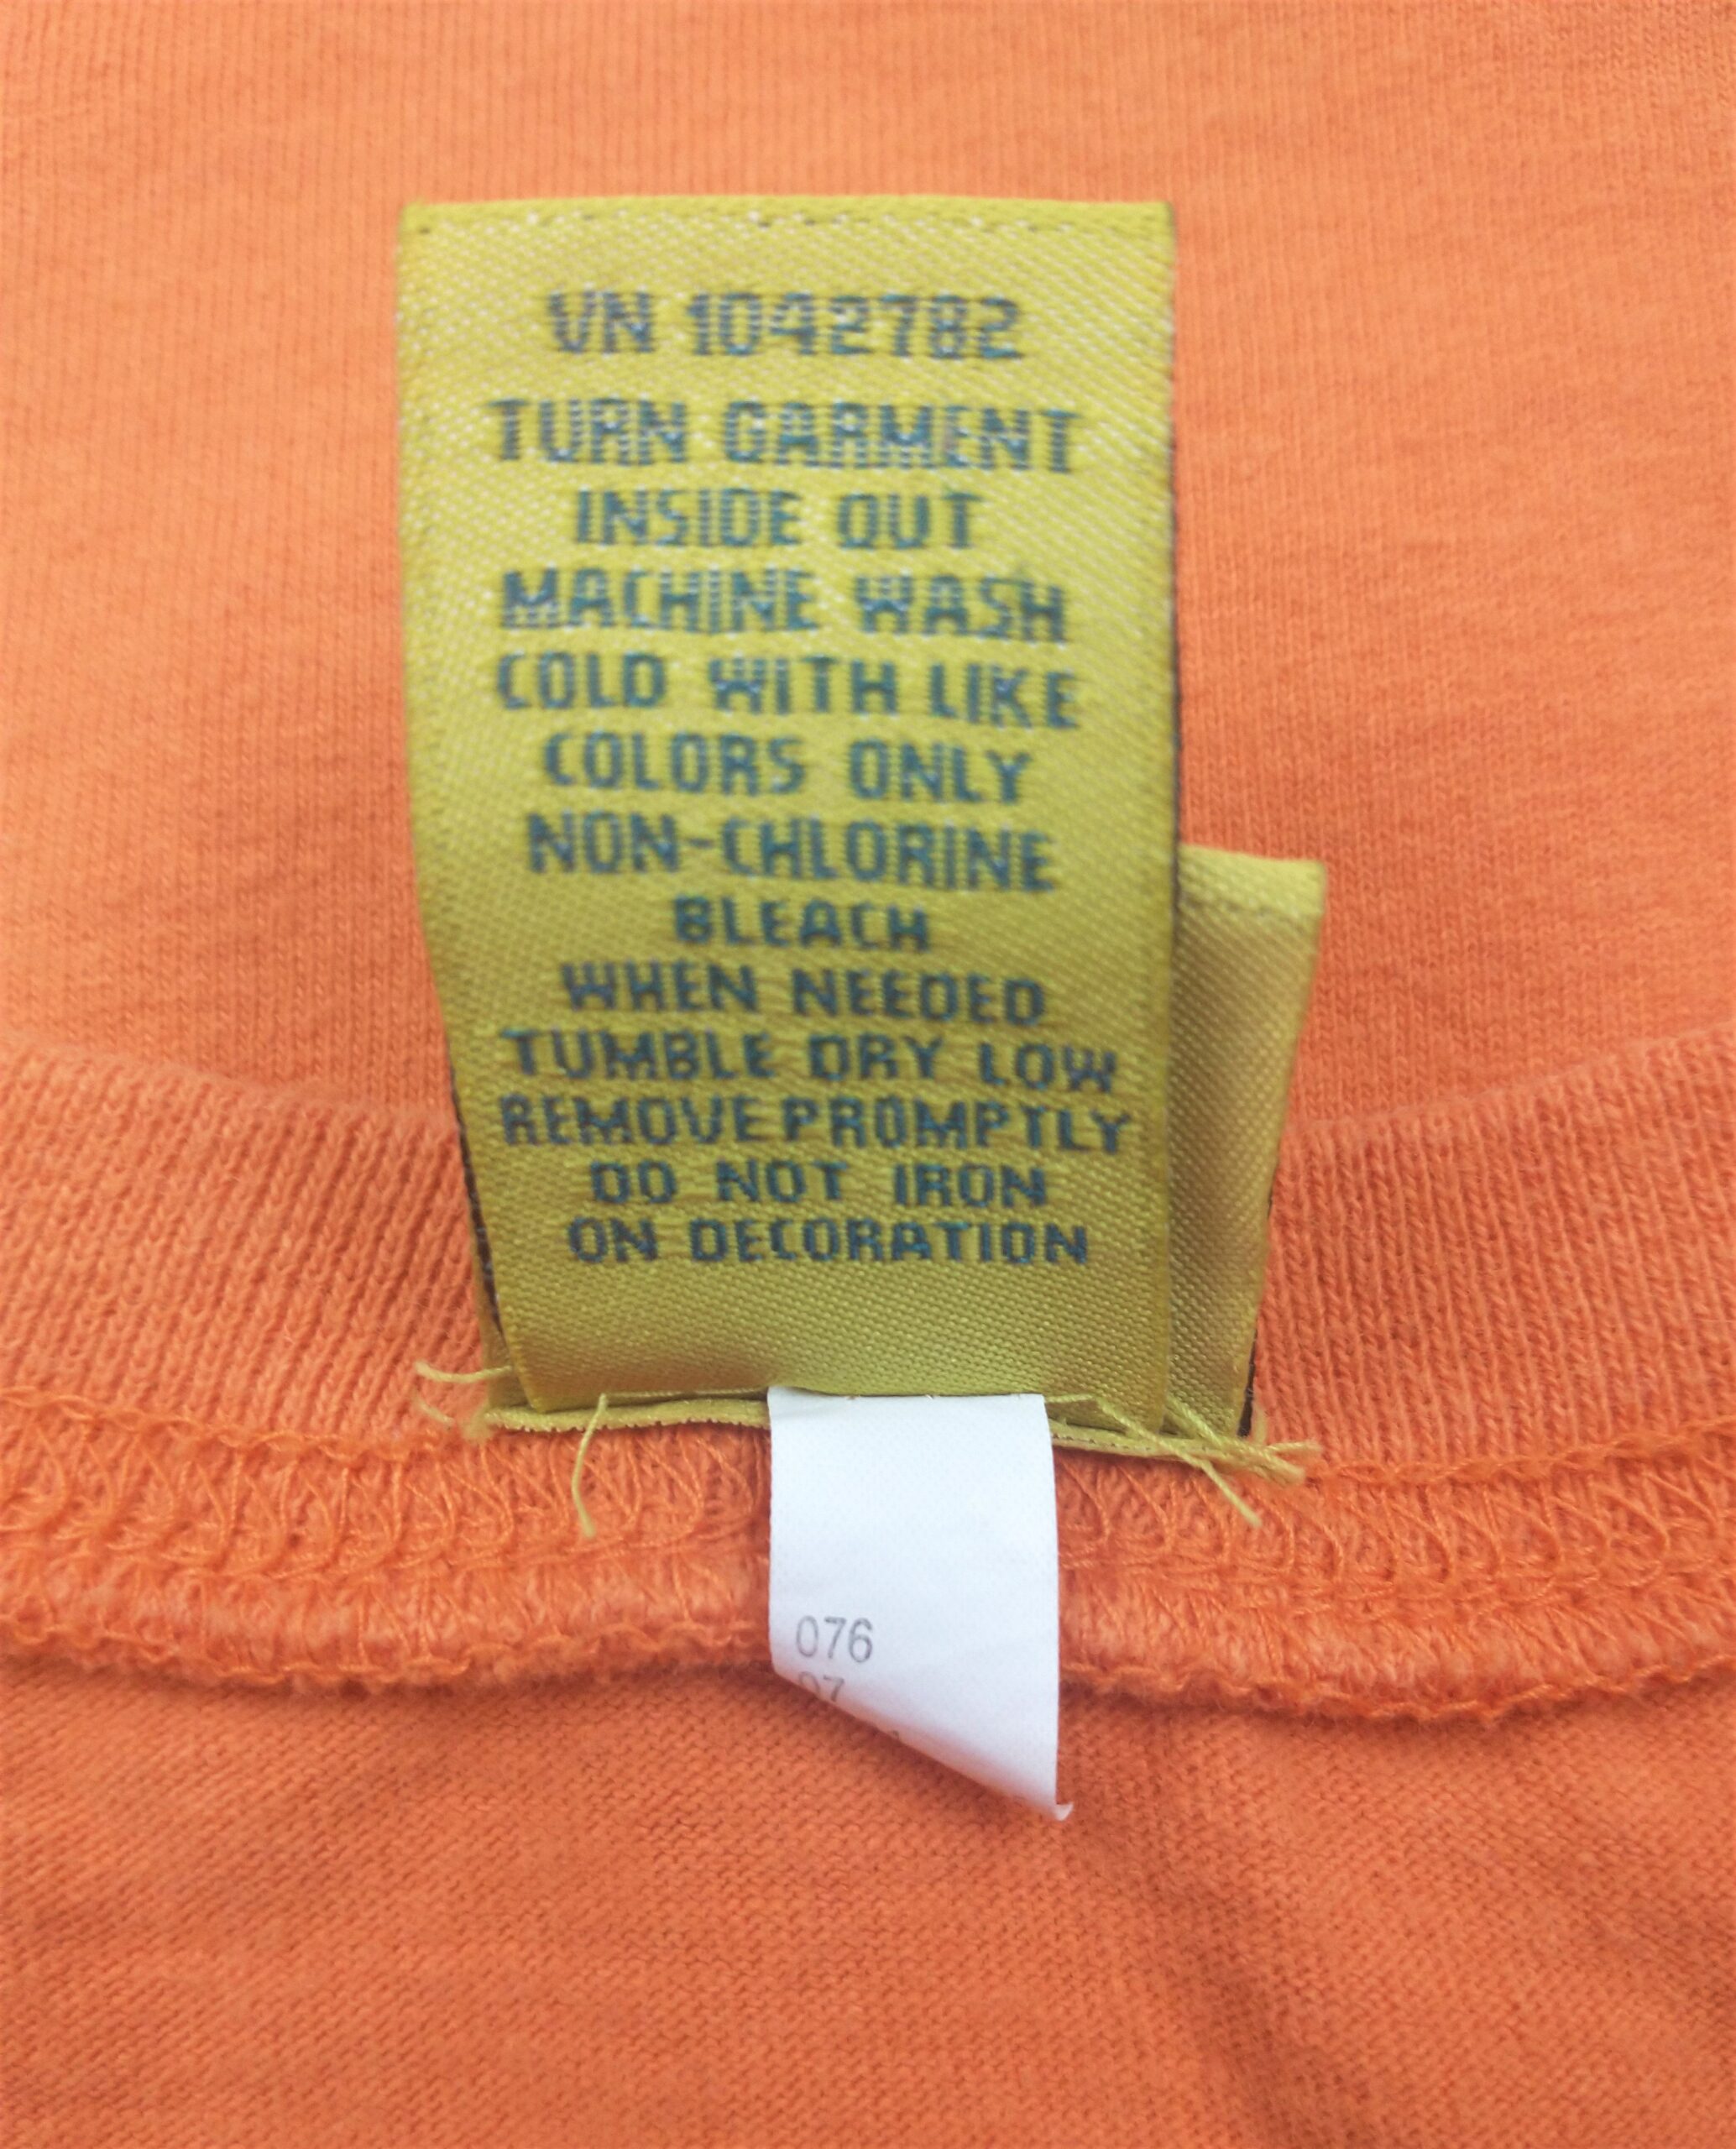 VN 1042782
TURN GARMENT
INSIDE OUT
MACHINE WASH
COLD WITH LIKE
COLORS ONLY
NON-CHLORINE
BLEACH
WHEN NEEDED
TUMBLE DRY LOW
REMOVE PROMPTLY
DO NOT IRON
ON DECORATION
076
07